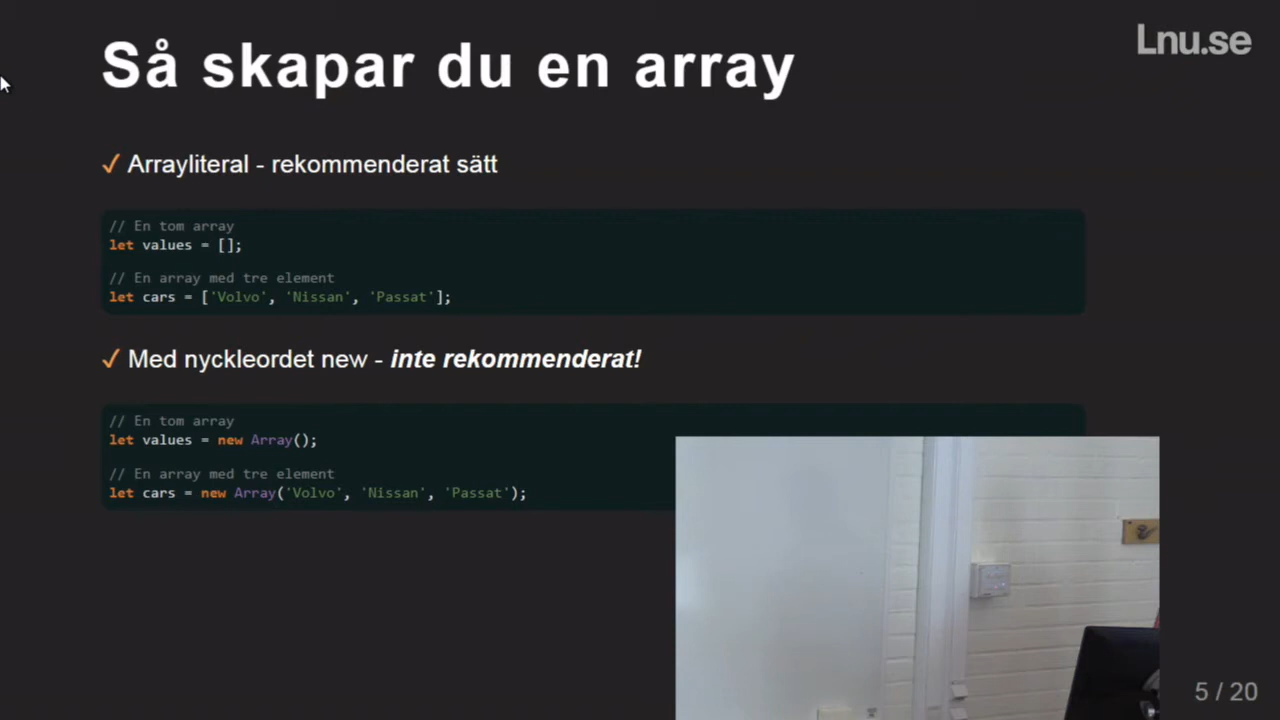 Så skapar du en array
Lnu.se
✓ Arrayliteral - rekommenderat sätt
// En tom array
let values = [];
// En array med tre element
let cars = ['Volvo', 'Nissan', 'Passat'];
✓ Med nyckleordet new - inte rekommenderat!
// En tom array
let values = new Array();
// En array med tre element
let cars = new Array('Volvo', 'Nissan', 'Passat');
5 / 20